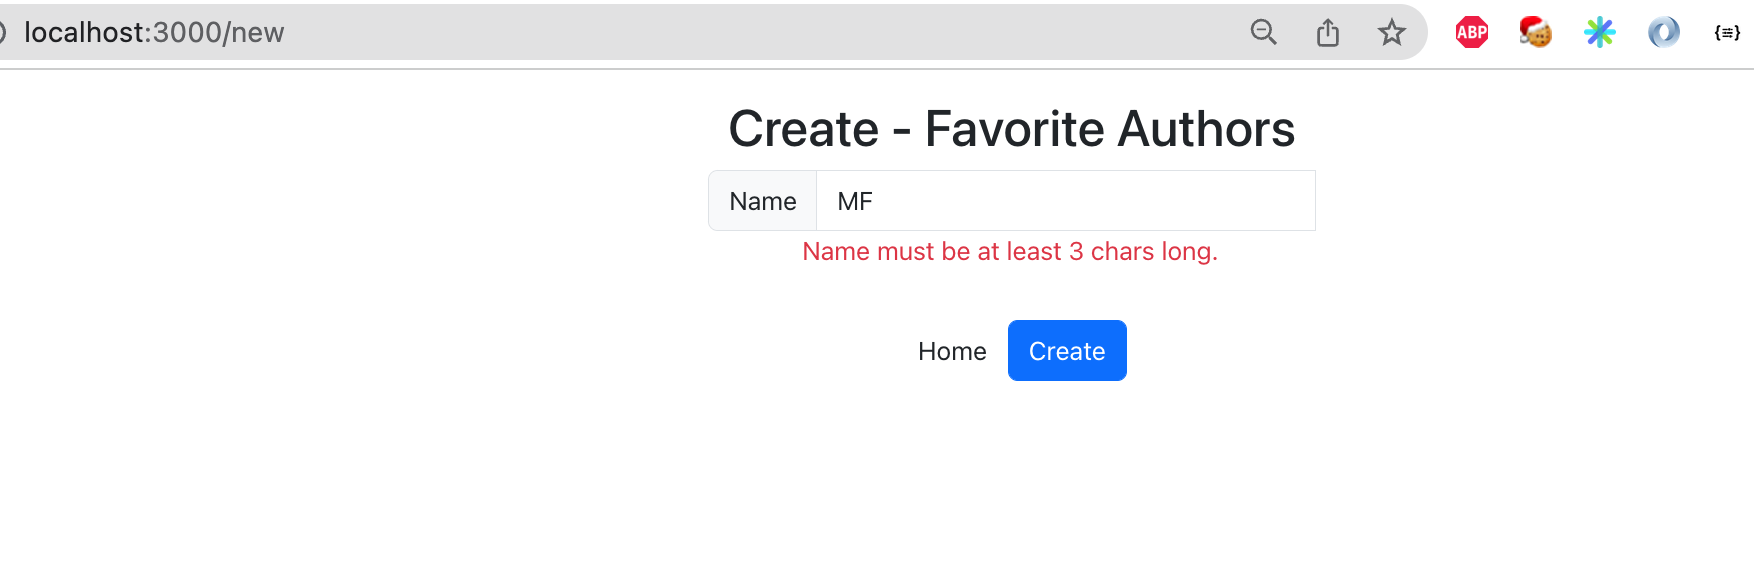 localhost:3000/new
ABP
{≡}
Create - Favorite Authors
Name MF
Name must be at least 3 chars long.
Home Create